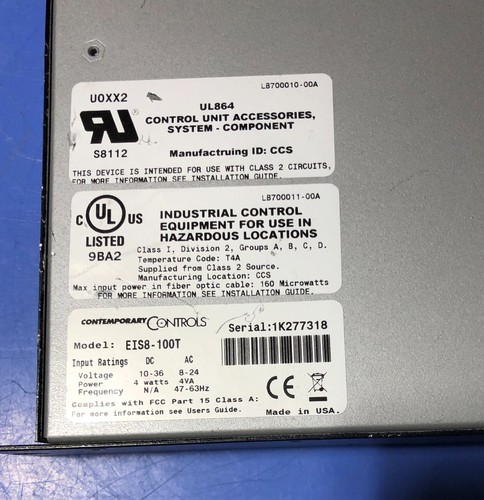 LB700010-00A
UOXX2
UL864
CONTROL UNIT ACCESSORIES,
SYSTEM - COMPONENT
S8112
Manufactruing ID: CCS
THIS DEVICE IS INTENDED FOR USE WITH CLASS 2 CIRCUITS,
FOR MORE INFORMATION SEE INSTALLATION GUIDE.
LB700011-00A
C UL US
LISTED
9BA2
INDUSTRIAL CONTROL
EQUIPMENT FOR USE IN
HAZARDOUS LOCATIONS
Class I, Division 2, Groups A, B, C, D.
Temperature Code: T4A
Supplied from Class 2 Source.
Manufacturing Location: CCS
Max input power in fiber optic cable: 160 Microwatts
FOR MORE INFORMATION SEE INSTALLATION GUIDE.
CONTEMPORARY CONTROLS
Serial:1K277318
Model: EIS8-100T
Input Ratings DC AC
Voltage 10-36 8-24
Power 4 watts 4VA
Frequency N/A 47-63Hz
CE
Complies with FCC Part 15 Class A:
For more information see Users Guide.
Made in USA.